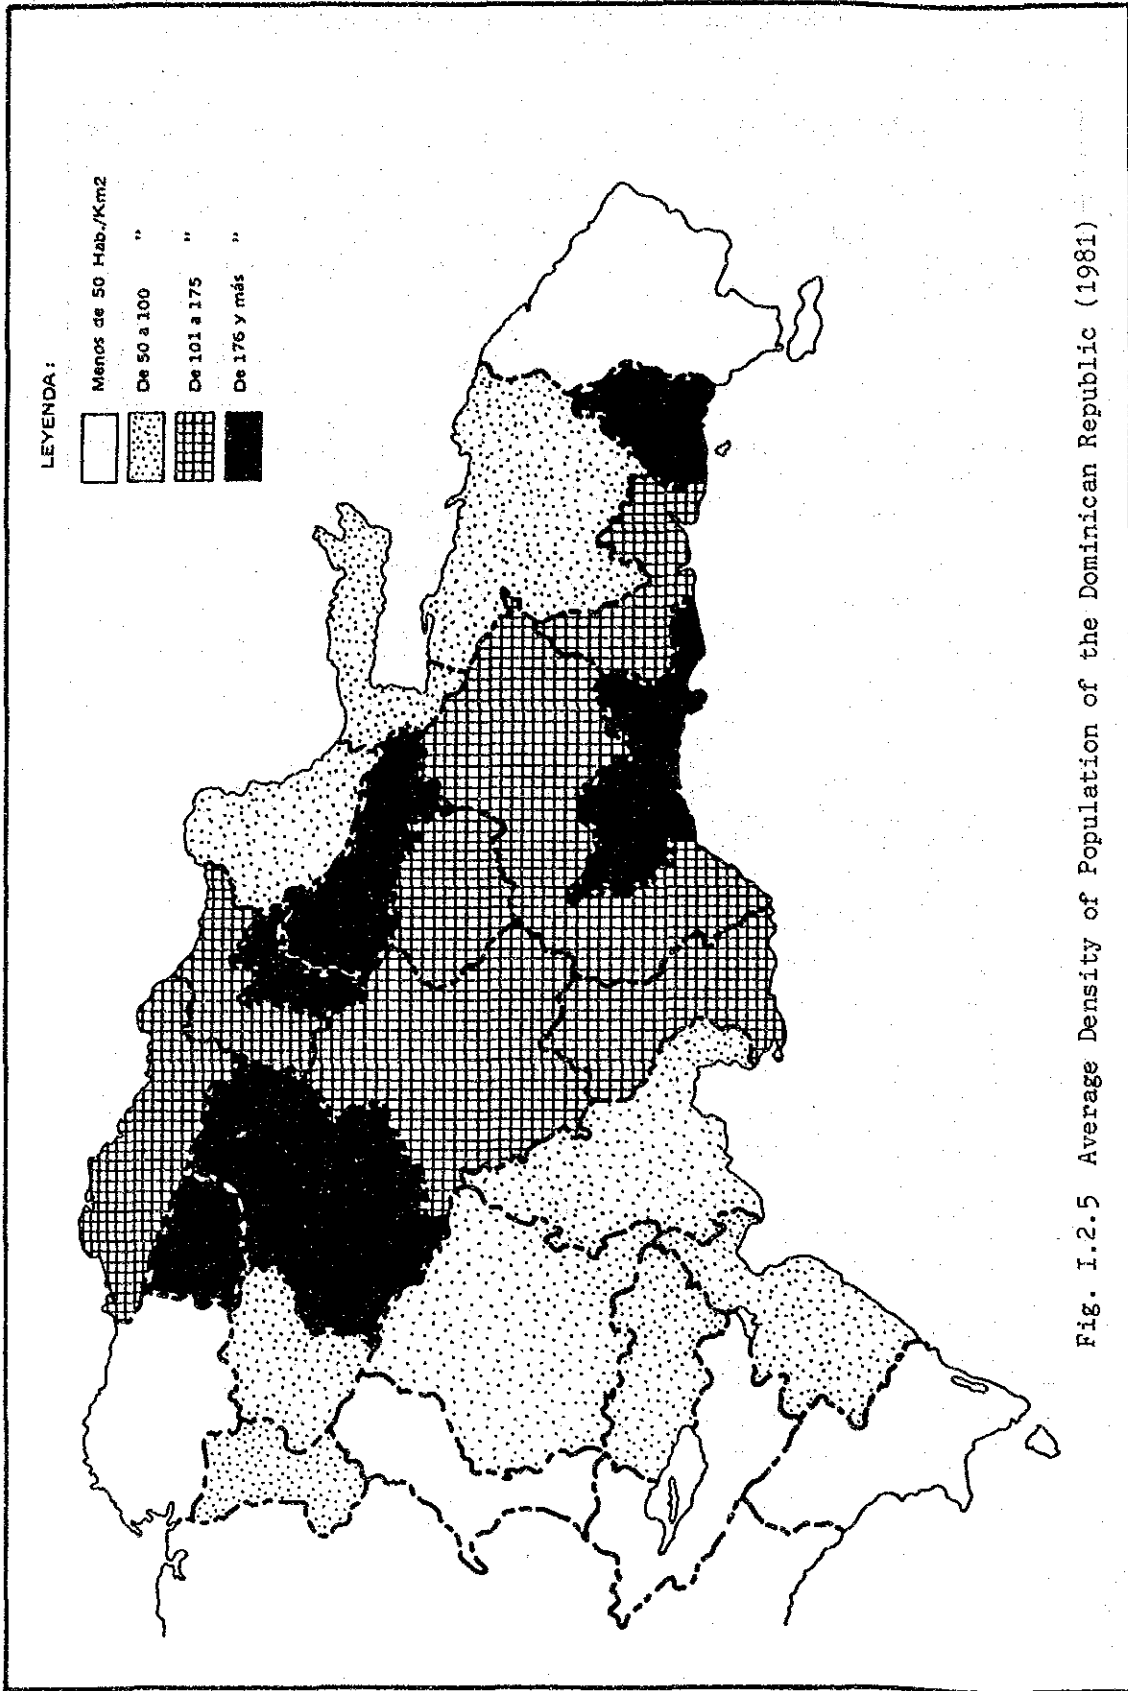 LEYENDA:
Menos de 50 Hab./Km2
De 50 a 100 "
De 101 a 175 "
De 176 y más "
Fig. I.2.5 Average Density of Population of the Dominican Republic (1981)